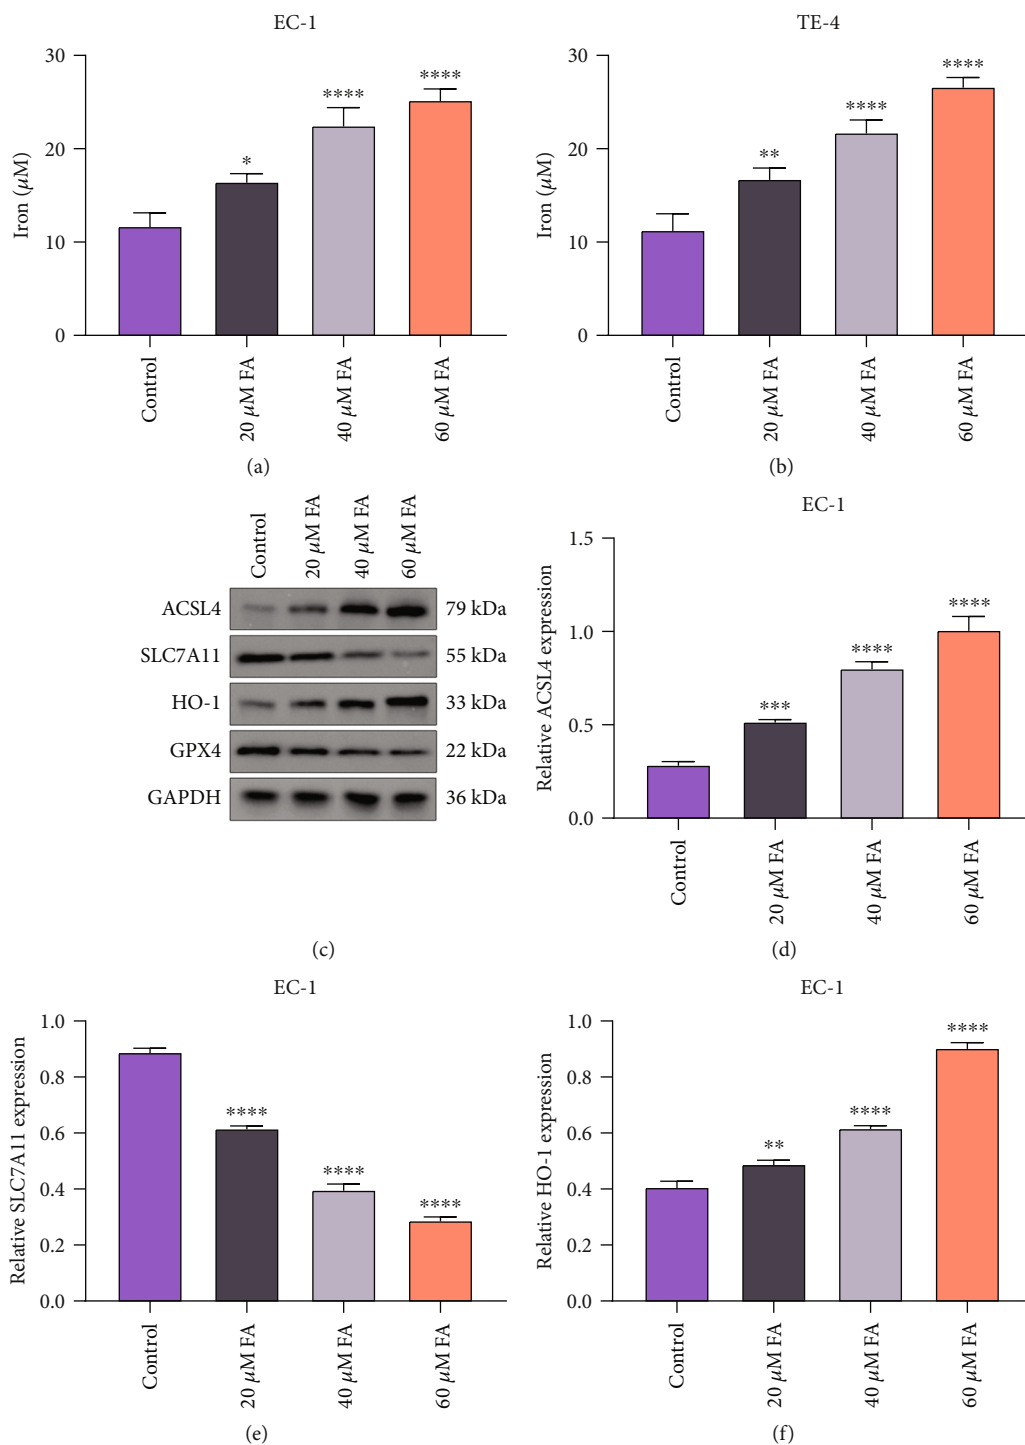 EC-1
30
20
10
0
Iron (μM)
*
****
****
Control
20 μM FA
40 μM FA
60 μM FA
(a)
TE-4
30
20
10
0
Iron (μM)
**
****
****
Control
20 μM FA
40 μM FA
60 μM FA
(b)
Control
20 μM FA
40 μM FA
60 μM FA
ACSL4 79 kDa
SLC7A11 55 kDa
HO-1 33 kDa
GPX4 22 kDa
GAPDH 36 kDa
(c)
EC-1
1.5
1.0
0.5
0.0
Relative ACSL4 expression
***
****
****
Control
20 μM FA
40 μM FA
60 μM FA
(d)
EC-1
1.0
0.8
0.6
0.4
0.2
0.0
Relative SLC7A11 expression
****
****
****
Control
20 μM FA
40 μM FA
60 μM FA
(e)
EC-1
1.0
0.8
0.6
0.4
0.2
0.0
Relative HO-1 expression
**
****
****
Control
20 μM FA
40 μM FA
60 μM FA
(f)